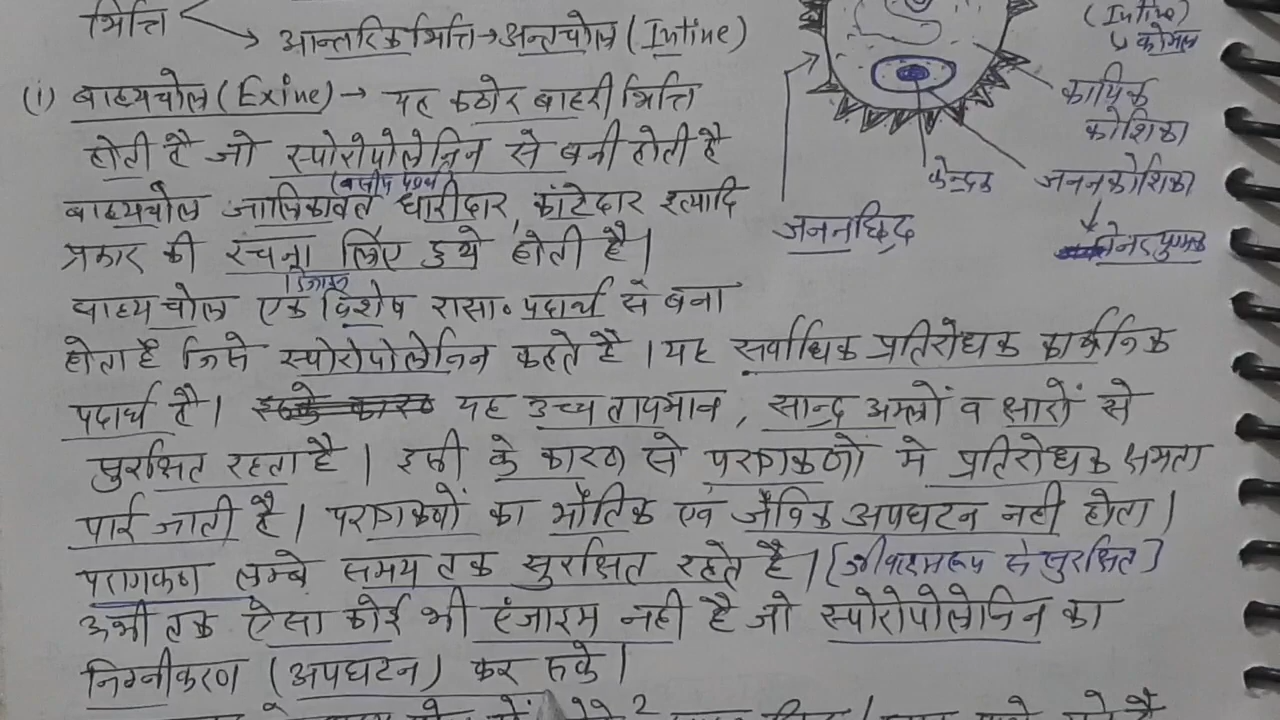 भित्ति
आन्तरिक भित्ति → अन्तःचोल (Intine)
(i) बाह्यचोल (Exine) → यह कठोर बाहरी भित्ति
होती है जो स्पोरोपोलेनिन से बनी होती है
बाह्यचोल जालिकावत धारीदार, कांटेदार इत्यादि
प्रकार की रचना लिए हुये होती है।
बाह्यचोल एक विशेष रासा॰ पदार्थ से बना
होता है जिसे स्पोरोपोलेनिन कहते है। यह सर्वाधिक प्रतिरोधक कार्बनिक
पदार्थ है। यह उच्च तापमान, सान्द्र अम्लों व क्षारों से
सुरक्षित रहता है। इसी के कारण से परागकणों मे प्रतिरोधक क्षमता
पाई जाती है। परागकणों का भौतिक एवं जैविक अपघटन नही होता।
परागकण लम्बे समय तक सुरक्षित रहते है। (जीवाश्म रूप से सुरक्षित)
अभी तक ऐसा कोई भी एंजाइम नही है जो स्पोरोपोलेनिन का
निम्नीकरण (अपघटन) कर सके।
(Intine)
↳ कोमल
कायिक
कोशिका
केन्द्रक
जननकोशिका
↓
नर युग्मक
जननछिद्र